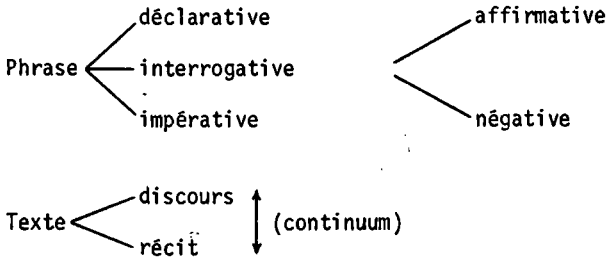 déclarative
affirmative
Phrase
interrogative
impérative
négative
discours
Texte
(continuum)
récit